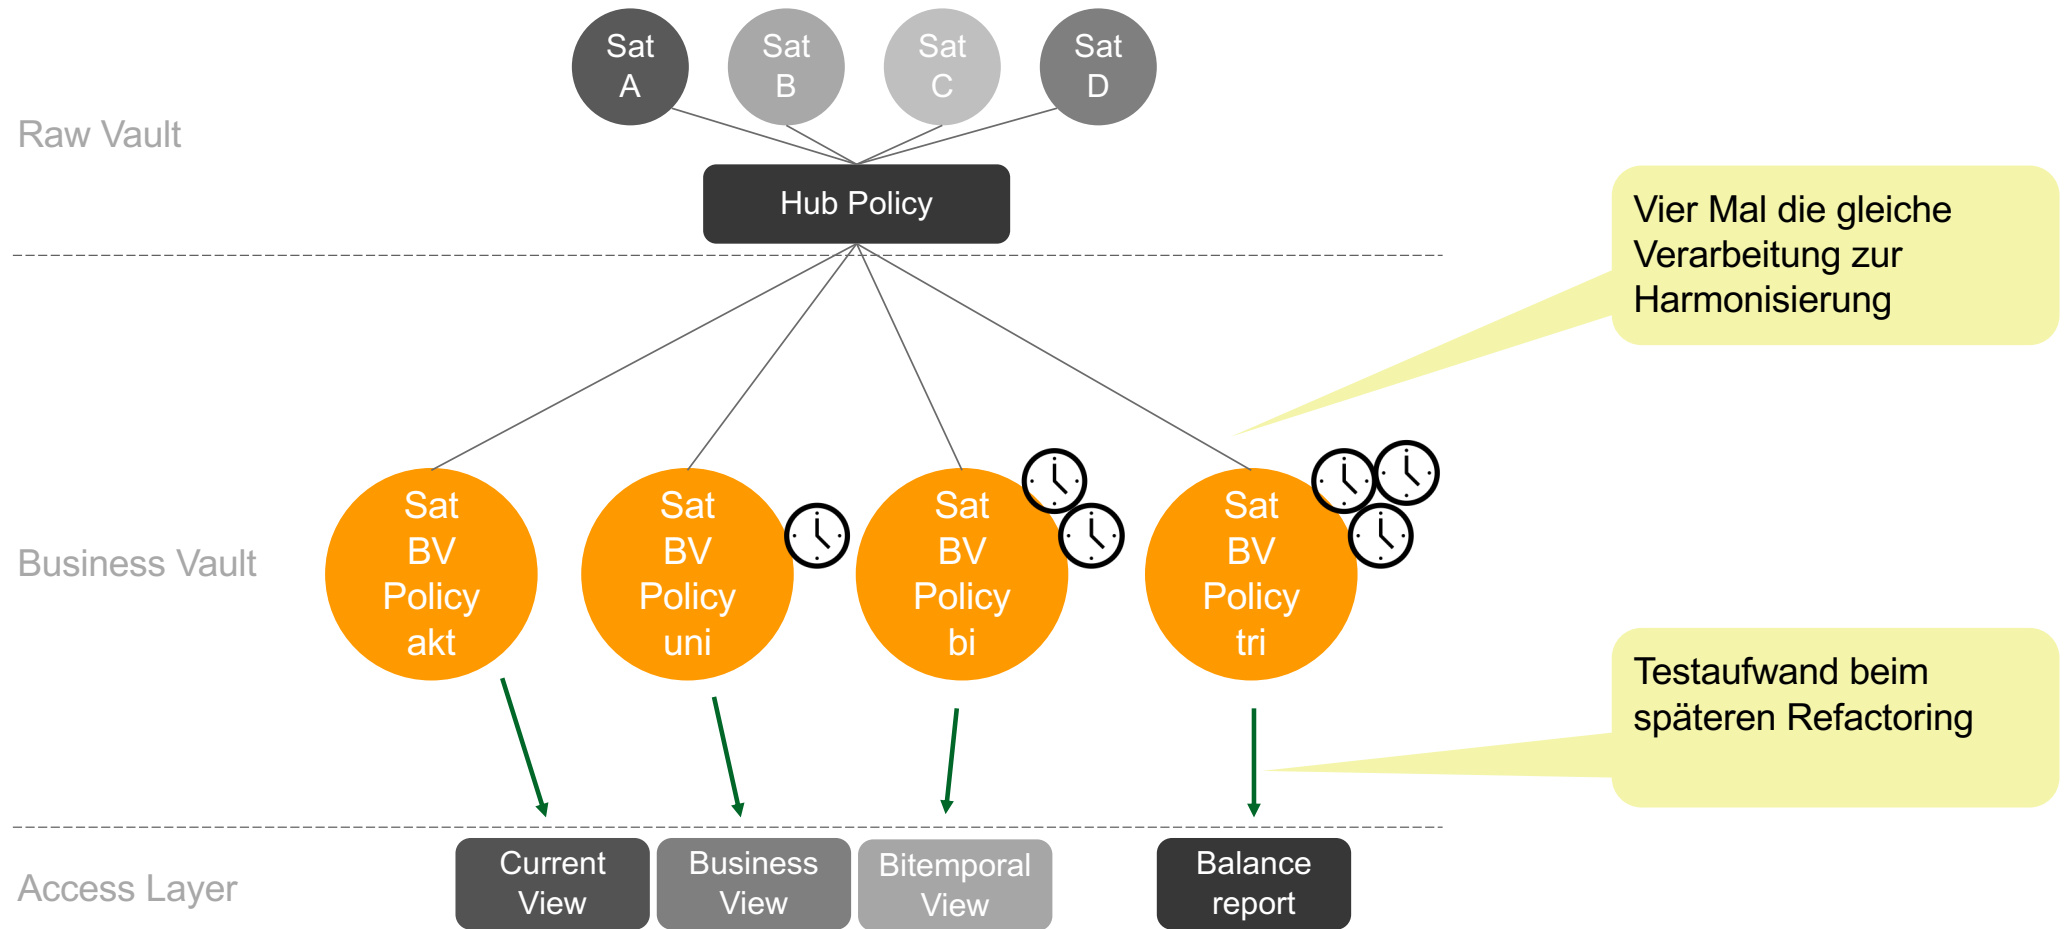 Sat
A
Sat
B
Sat
C
Sat
D
Raw Vault
Hub Policy
Vier Mal die gleiche
Verarbeitung zur
Harmonisierung
Business Vault
Sat
BV
Policy
akt
Sat
BV
Policy
uni
Sat
BV
Policy
bi
Sat
BV
Policy
tri
Testaufwand beim
späteren Refactoring
Access Layer
Current
View
Business
View
Bitemporal
View
Balance
report